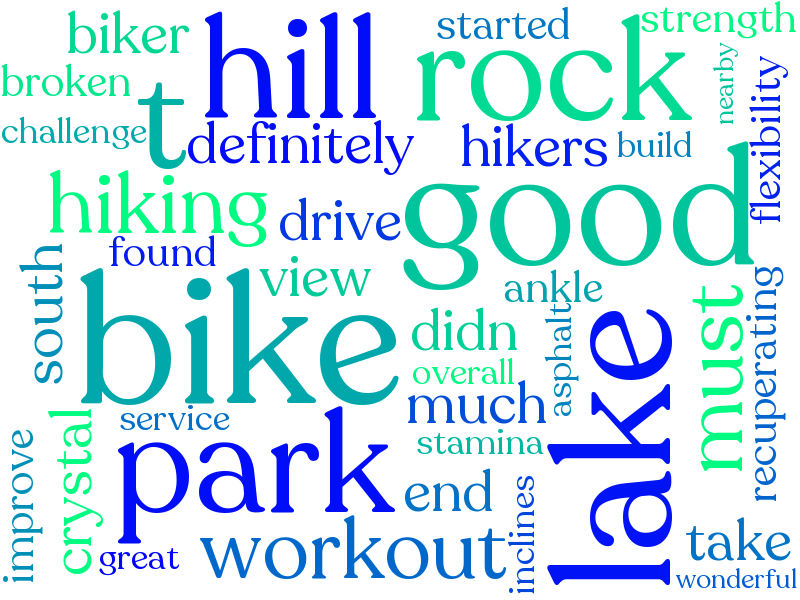 biker
hill
started
strength
rock
broken
t
nearby
flexibility
challenge
definitely
hikers
build
hiking
drive
good
found
view
south
bike
ankle
asphalt
lake
must
recuperating
didn
overall
much
service
park
stamina
crystal
improve
end
inclines
great
workout
take
wonderful